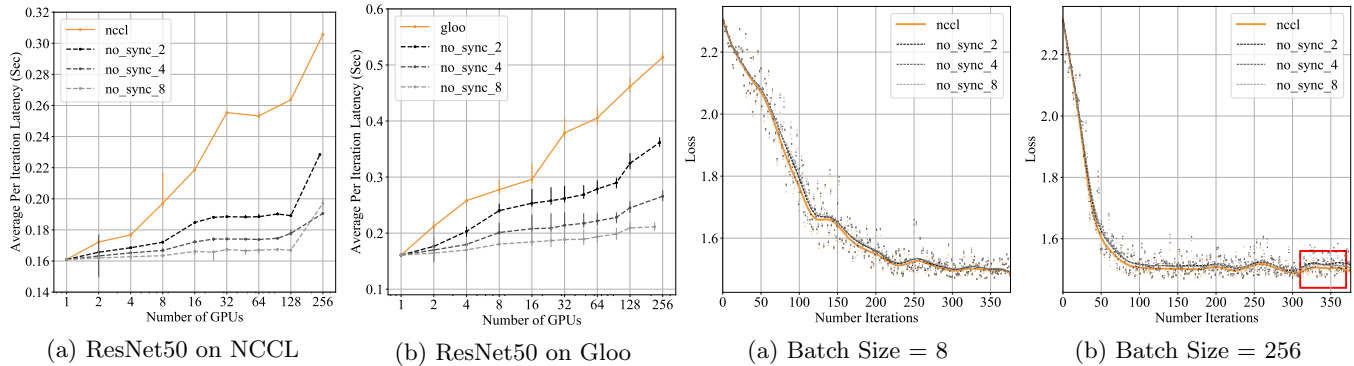 0.32
0.30
0.28
0.26
0.24
0.22
0.20
0.18
0.16
0.14
Average Per Iteration Latency (Sec)
nccl
no_sync_2
no_sync_4
no_sync_8
1 2 4 8 16 32 64 128 256
Number of GPUs
(a) ResNet50 on NCCL
0.6
0.5
0.4
0.3
0.2
0.1
Average Per Iteration Latency (Sec)
gloo
no_sync_2
no_sync_4
no_sync_8
1 2 4 8 16 32 64 128 256
Number of GPUs
(b) ResNet50 on Gloo
2.2
2.0
1.8
1.6
Loss
nccl
no_sync_2
no_sync_4
no_sync_8
0 50 100 150 200 250 300 350
Number Iterations
(a) Batch Size = 8
2.2
2.0
1.8
1.6
Loss
nccl
no_sync_2
no_sync_4
no_sync_8
0 50 100 150 200 250 300 350
Number Iterations
(b) Batch Size = 256